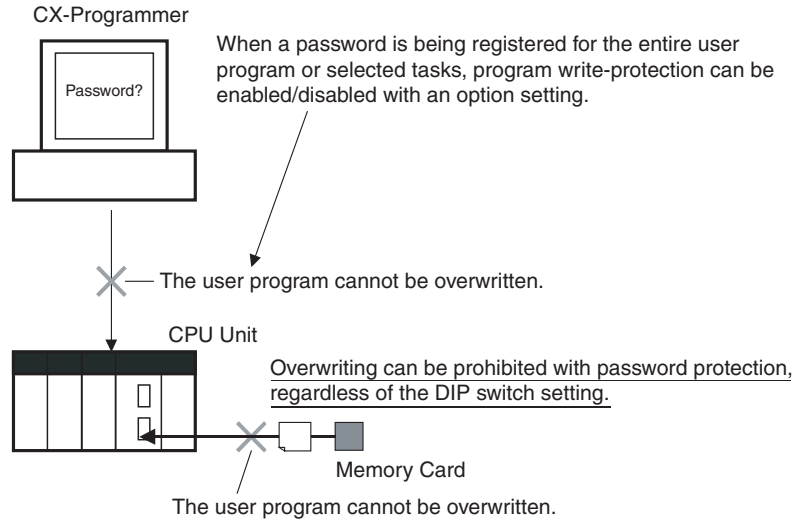 CX-Programmer
When a password is being registered for the entire user
program or selected tasks, program write-protection can be
enabled/disabled with an option setting.
Password?
The user program cannot be overwritten.
CPU Unit
Overwriting can be prohibited with password protection,
regardless of the DIP switch setting.
Memory Card
The user program cannot be overwritten.